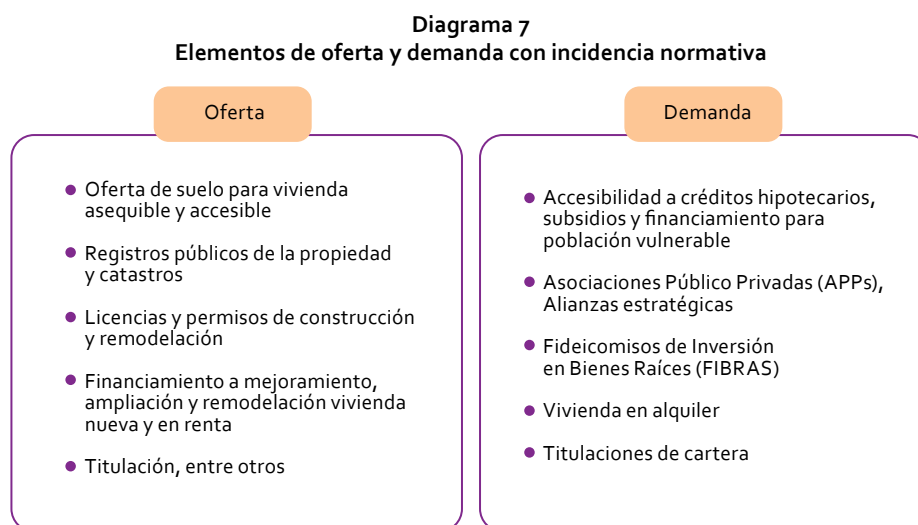 Diagrama 7
Elementos de oferta y demanda con incidencia normativa
Oferta
Oferta de suelo para vivienda
asequible y accesible
Registros públicos de la propiedad
y catastros
Licencias y permisos de construcción
y remodelación
Financiamiento a mejoramiento,
ampliación y remodelación vivienda
nueva y en renta
Titulación, entre otros
Demanda
Accesibilidad a créditos hipotecarios,
subsidios y financiamiento para
población vulnerable
Asociaciones Público Privadas (APPs),
Alianzas estratégicas
Fideicomisos de Inversión
en Bienes Raíces (FIBRAS)
Vivienda en alquiler
Titulaciones de cartera